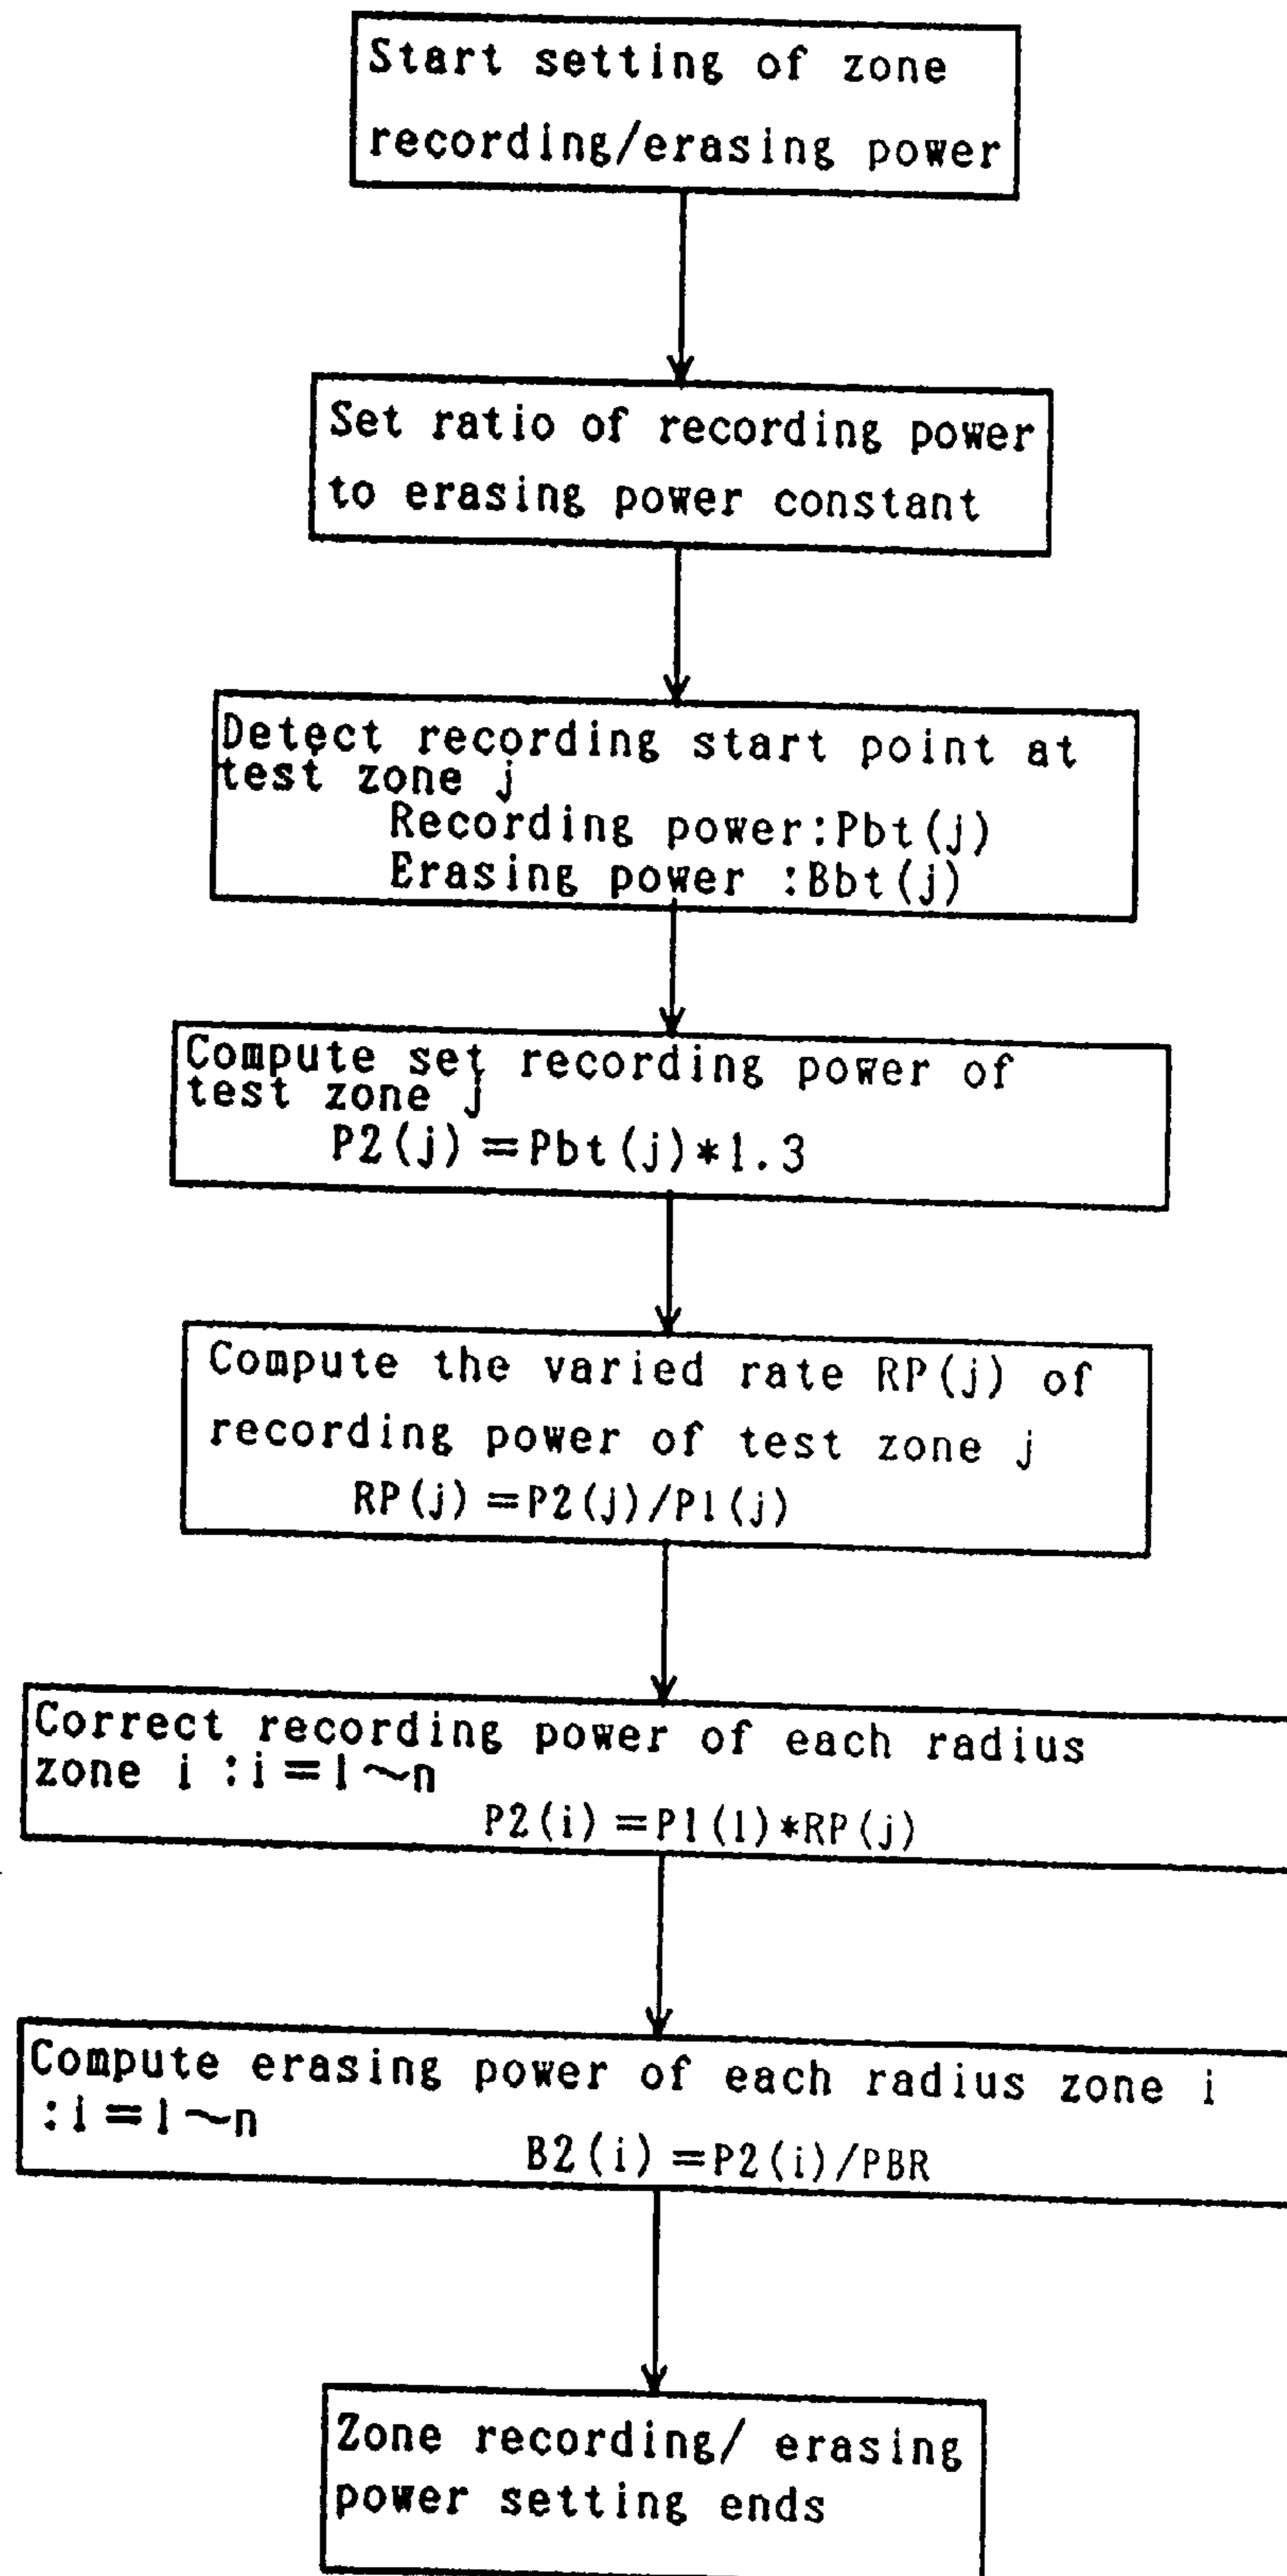 Start setting of zone
recording/erasing power
Set ratio of recording power
to erasing power constant
Detect recording start point at
test zone j
Recording power:Pbt(j)
Erasing power :Bbt(j)
Compute set recording power of
test zone j
P2(j)=Pbt(j)*1.3
Compute the varied rate RP(j) of
recording power of test zone j
RP(j)=P2(j)/P1(j)
Correct recording power of each radius
zone i :i=1~n
P2(i)=P1(1)*RP(j)
Compute erasing power of each radius zone i
:i=1~n
B2(i)=P2(i)/PBR
Zone recording/ erasing
power setting ends